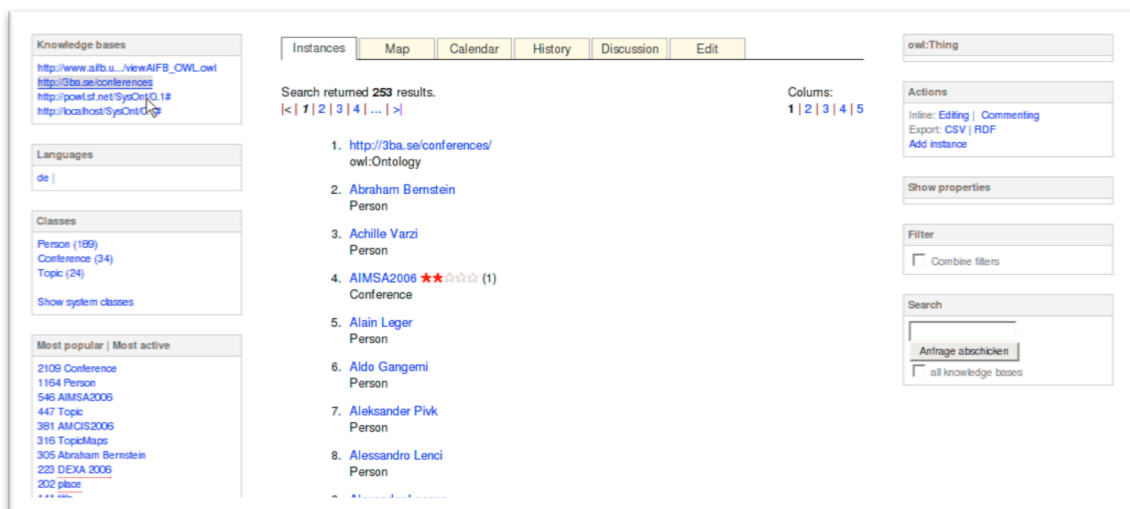 Knowledge bases
http://www.aifb.u.../viewAIFB_OWL.owl
http://3ba.se/conferences
http://powl.sf.net/SysOnt/0.1#
http://localhost/SysOnt/0.
Languages
de |
Classes
Person (189)
Conference (34)
Topic (24)
Show system classes
Most popular | Most active
2109 Conference
1164 Person
546 AIMSA2006
447 Topic
381 AMCIS2006
316 TopicMaps
305 Abraham Bernstein
223 DEXA 2006
202 place
Instances Map Calendar History Discussion Edit
Search returned 253 results.
|< | 1 | 2 | 3 | 4 | ... | >|
Colums:
1 | 2 | 3 | 4 | 5
1. http://3ba.se/conferences/
owl:Ontology
2. Abraham Bernstein
Person
3. Achille Varzi
Person
4. AIMSA2006 ★★☆☆☆ (1)
Conference
5. Alain Leger
Person
6. Aldo Gangemi
Person
7. Aleksander Pivk
Person
8. Alessandro Lenci
Person
owl:Thing
Actions
Inline: Editing | Commenting
Export: CSV | RDF
Add instance
Show properties
Filter
Combine filters
Search
Anfrage abschicken
all knowledge bases